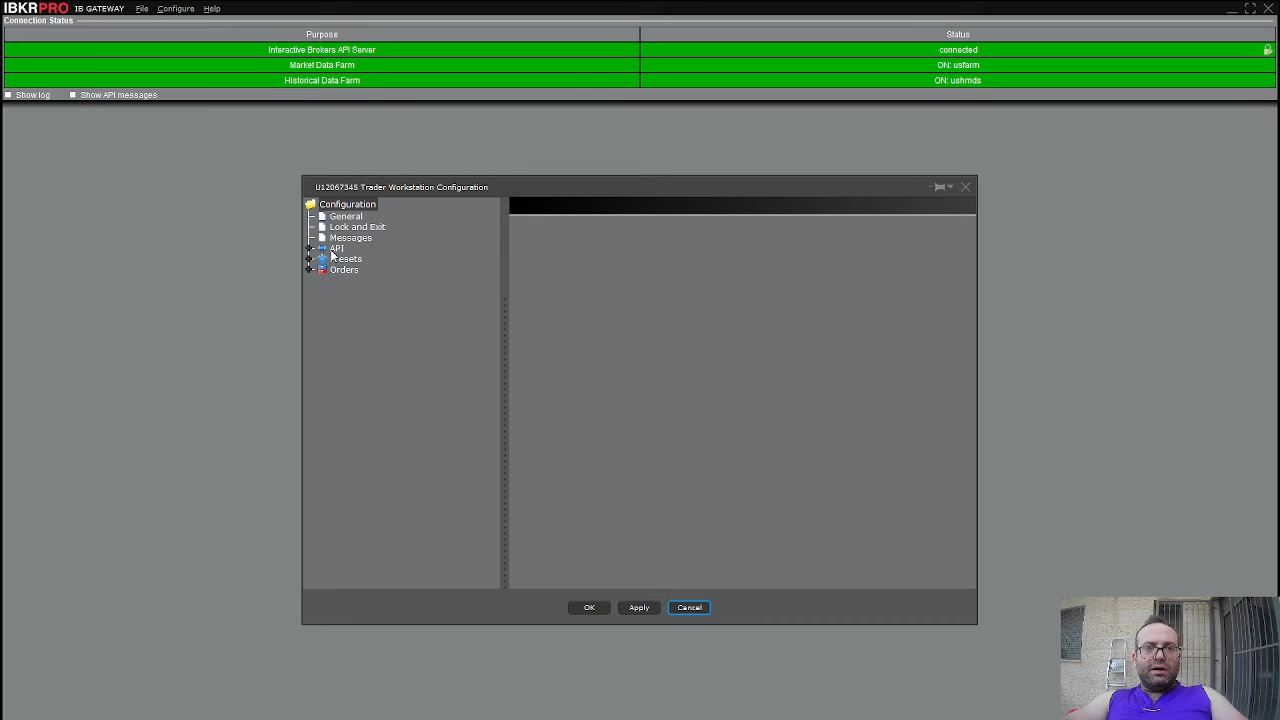 IBKRPRO IB GATEWAY File Configure Help
Connection Status
Purpose Status
Interactive Brokers API Server connected
Market Data Farm ON: usfarm
Historical Data Farm ON: ushmds
Show log Show API messages
U12067345 Trader Workstation Configuration
Configuration
General
Lock and Exit
Messages
API
Presets
Orders
OK Apply Cancel